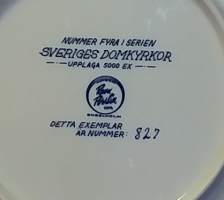 NUMMER FYRA I SERIEN
SVERIGES DOMKYRKOR
UPPLAGA 5000 EX
DETTA EXEMPLAR
ÄR NUMMER: 827